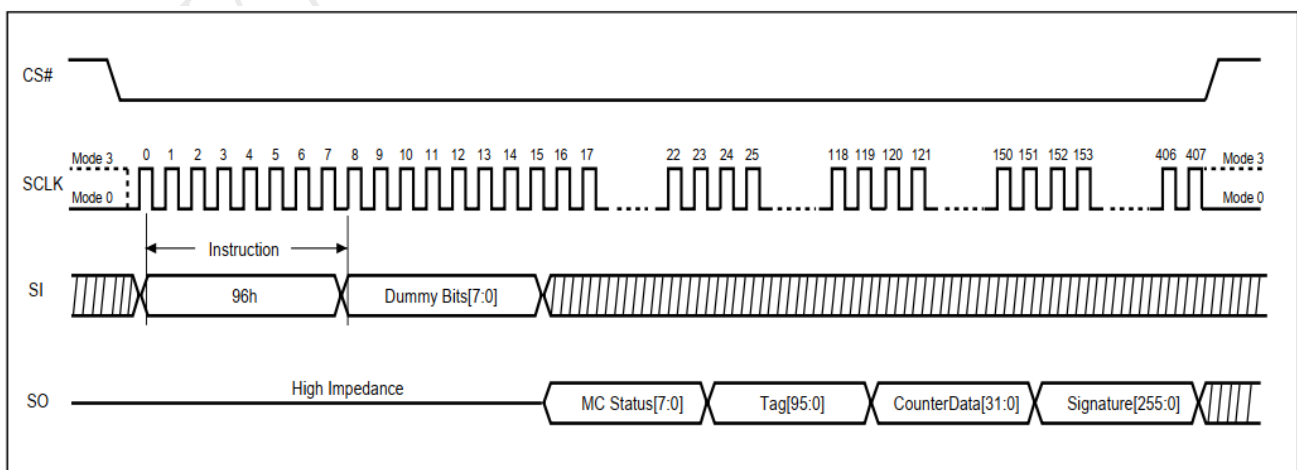 CS#
0 1 2 3 4 5 6 7 8 9 10 11 12 13 14 15 16 17 22 23 24 25 118 119 120 121 150 151 152 153 406 407
Mode 3 Mode 3
SCLK
Mode 0 Mode 0
Instruction
SI 96h Dummy Bits[7:0]
High Impedance
SO MC Status[7:0] Tag[95:0] CounterData[31:0] Signature[255:0]